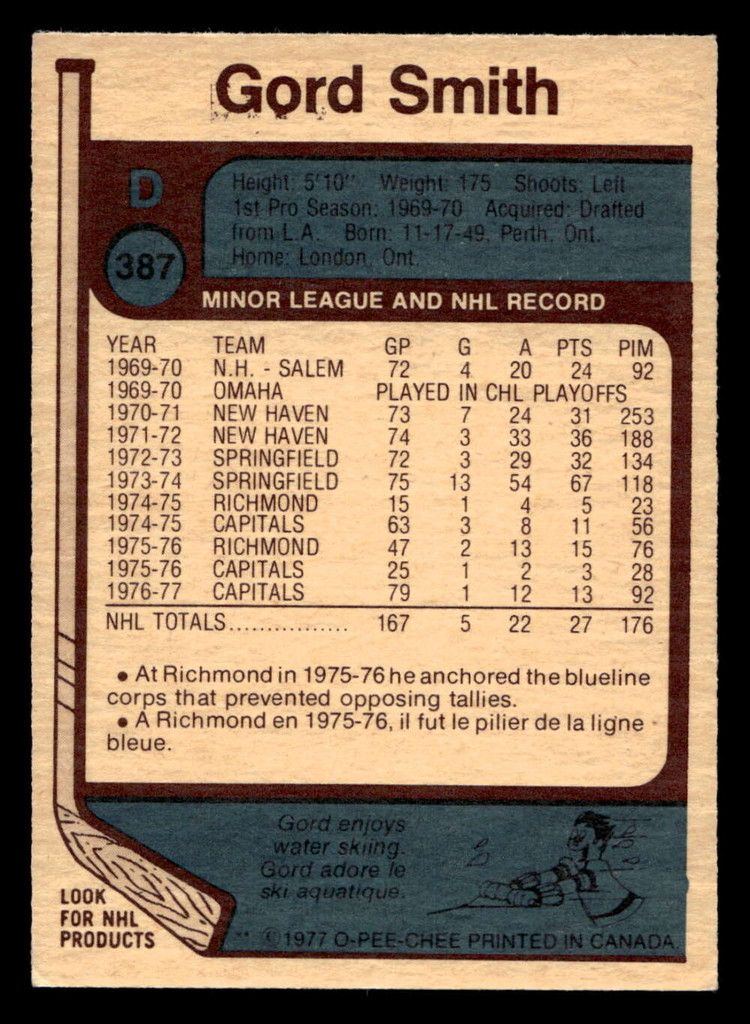 Gord Smith
D
387
Height: 5'10" Weight: 175 Shoots: Left
1st Pro Season: 1969-70 Acquired: Drafted
from L.A. Born: 11-17-49, Perth, Ont.
Home: London, Ont.
MINOR LEAGUE AND NHL RECORD
YEAR TEAM GP G A PTS PIM
1969-70 N.H. - SALEM 72 4 20 24 92
1969-70 OMAHA PLAYED IN CHL PLAYOFFS
1970-71 NEW HAVEN 73 7 24 31 253
1971-72 NEW HAVEN 74 3 33 36 188
1972-73 SPRINGFIELD 72 3 29 32 134
1973-74 SPRINGFIELD 75 13 54 67 118
1974-75 RICHMOND 15 1 4 5 23
1974-75 CAPITALS 63 3 8 11 56
1975-76 RICHMOND 47 2 13 15 76
1975-76 CAPITALS 25 1 2 3 28
1976-77 CAPITALS 79 1 12 13 92
NHL TOTALS................ 167 5 22 27 176
• At Richmond in 1975-76 he anchored the blueline
corps that prevented opposing tallies.
• A Richmond en 1975-76, il fut le pilier de la ligne
bleue.
Gord enjoys
water skiing.
Gord adore le
ski aquatique.
LOOK
FOR NHL
PRODUCTS
** ©1977 O-PEE-CHEE PRINTED IN CANADA